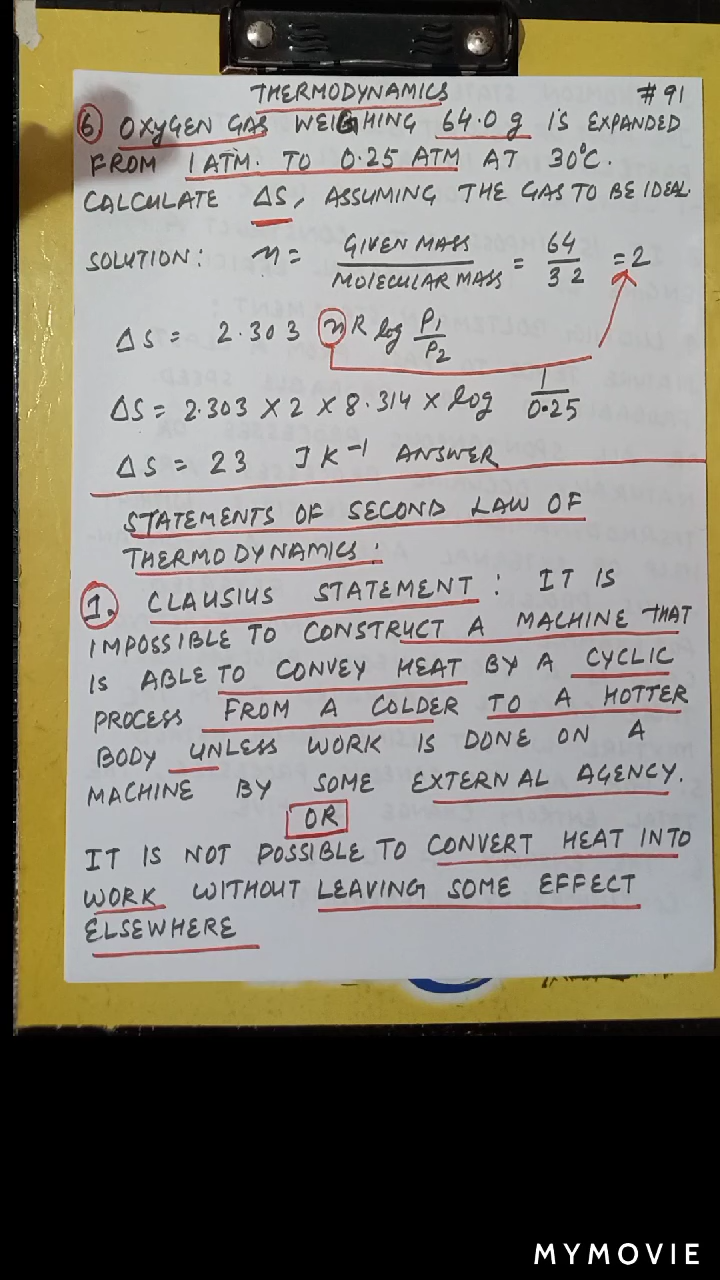 THERMODYNAMICS #91
6 OXYGEN GAS WEIGHING 64.0 g IS EXPANDED
FROM 1 ATM. TO 0.25 ATM AT 30°C.
CALCULATE ΔS, ASSUMING THE GAS TO BE IDEAL
SOLUTION: n = GIVEN MASS / MOLECULAR MASS = 64 / 32 = 2
ΔS = 2.303 nR log P1 / P2
ΔS = 2.303 × 2 × 8.314 × log 1 / 0.25
ΔS = 23 JK⁻¹ ANSWER
STATEMENTS OF SECOND LAW OF
THERMODYNAMICS.
1. CLAUSIUS STATEMENT: IT IS
IMPOSSIBLE TO CONSTRUCT A MACHINE THAT
IS ABLE TO CONVEY HEAT BY A CYCLIC
PROCESS FROM A COLDER TO A HOTTER
BODY UNLESS WORK IS DONE ON A
MACHINE BY SOME EXTERNAL AGENCY.
OR
IT IS NOT POSSIBLE TO CONVERT HEAT INTO
WORK WITHOUT LEAVING SOME EFFECT
ELSEWHERE
MYMOVIE